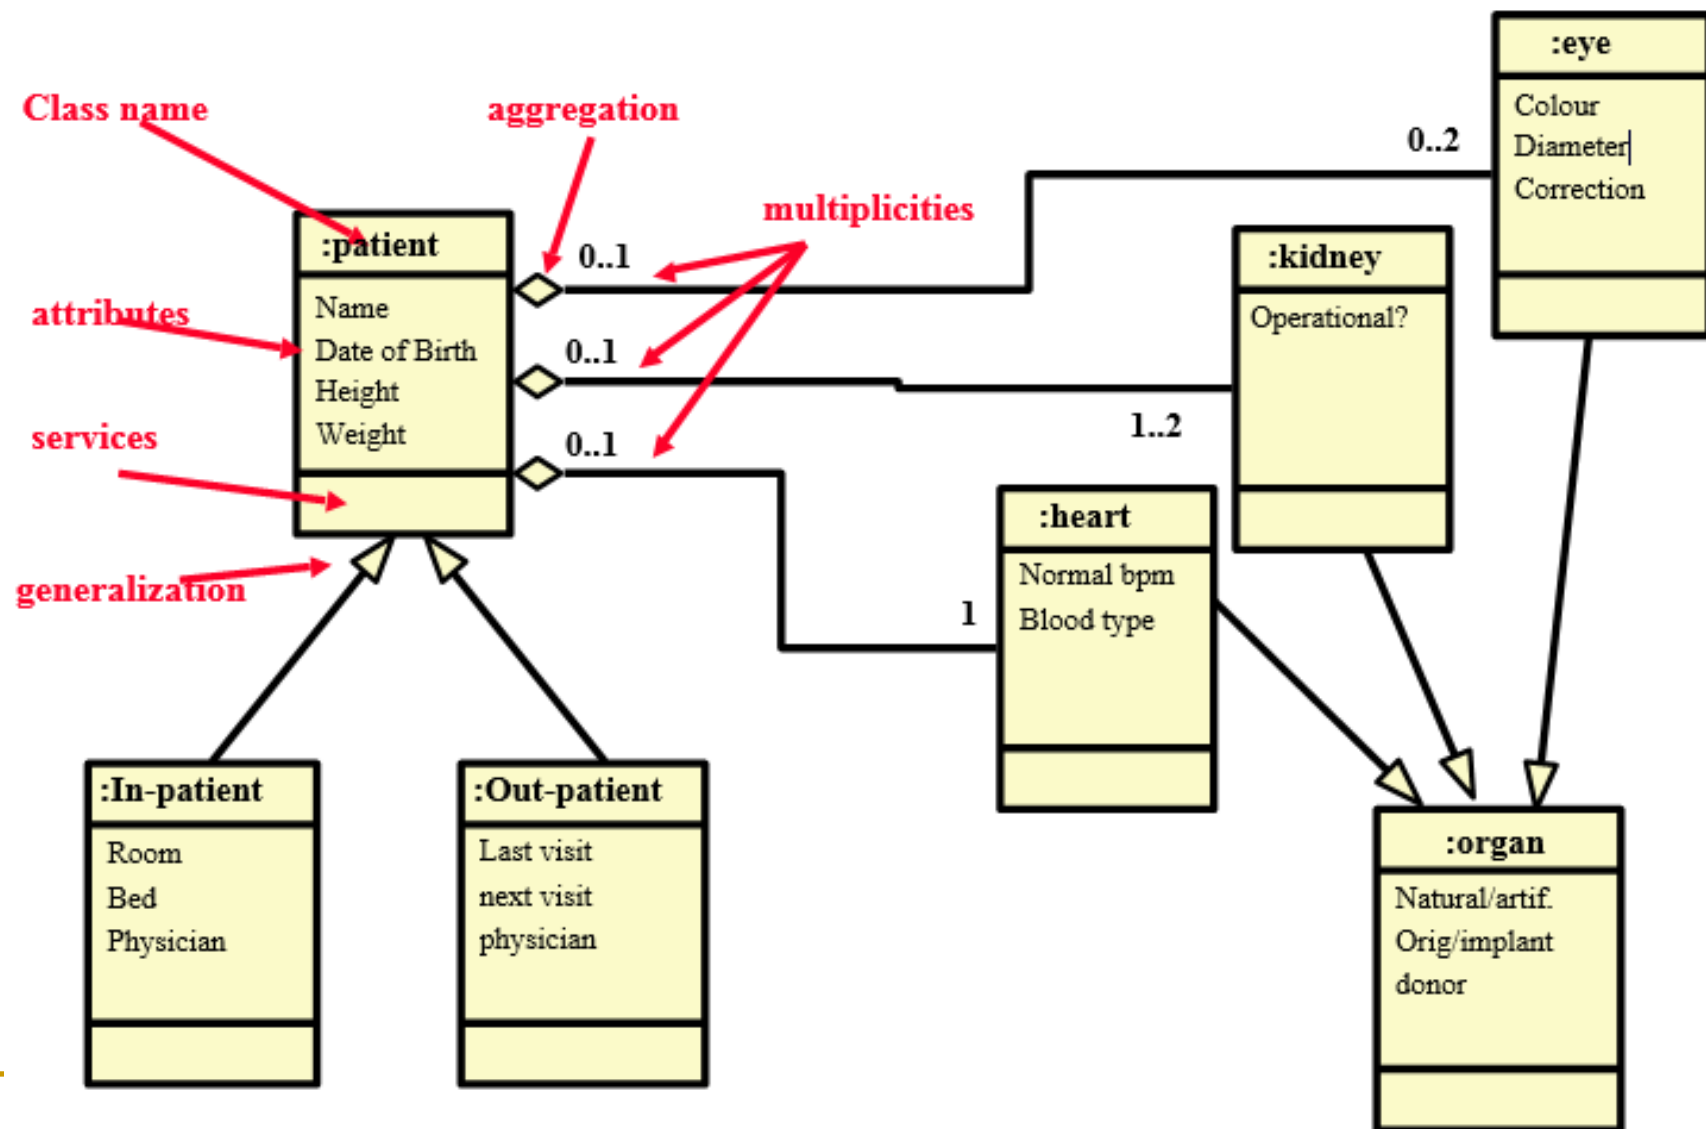 Class name
aggregation
multiplicities
attributes
services
generalization
:patient
Name
Date of Birth
Height
Weight
0..1
0..1
0..1
0..2
1..2
1
:eye
Colour
Diameter
Correction
:kidney
Operational?
:heart
Normal bpm
Blood type
:In-patient
Room
Bed
Physician
:Out-patient
Last visit
next visit
physician
:organ
Natural/artif.
Orig/implant
donor